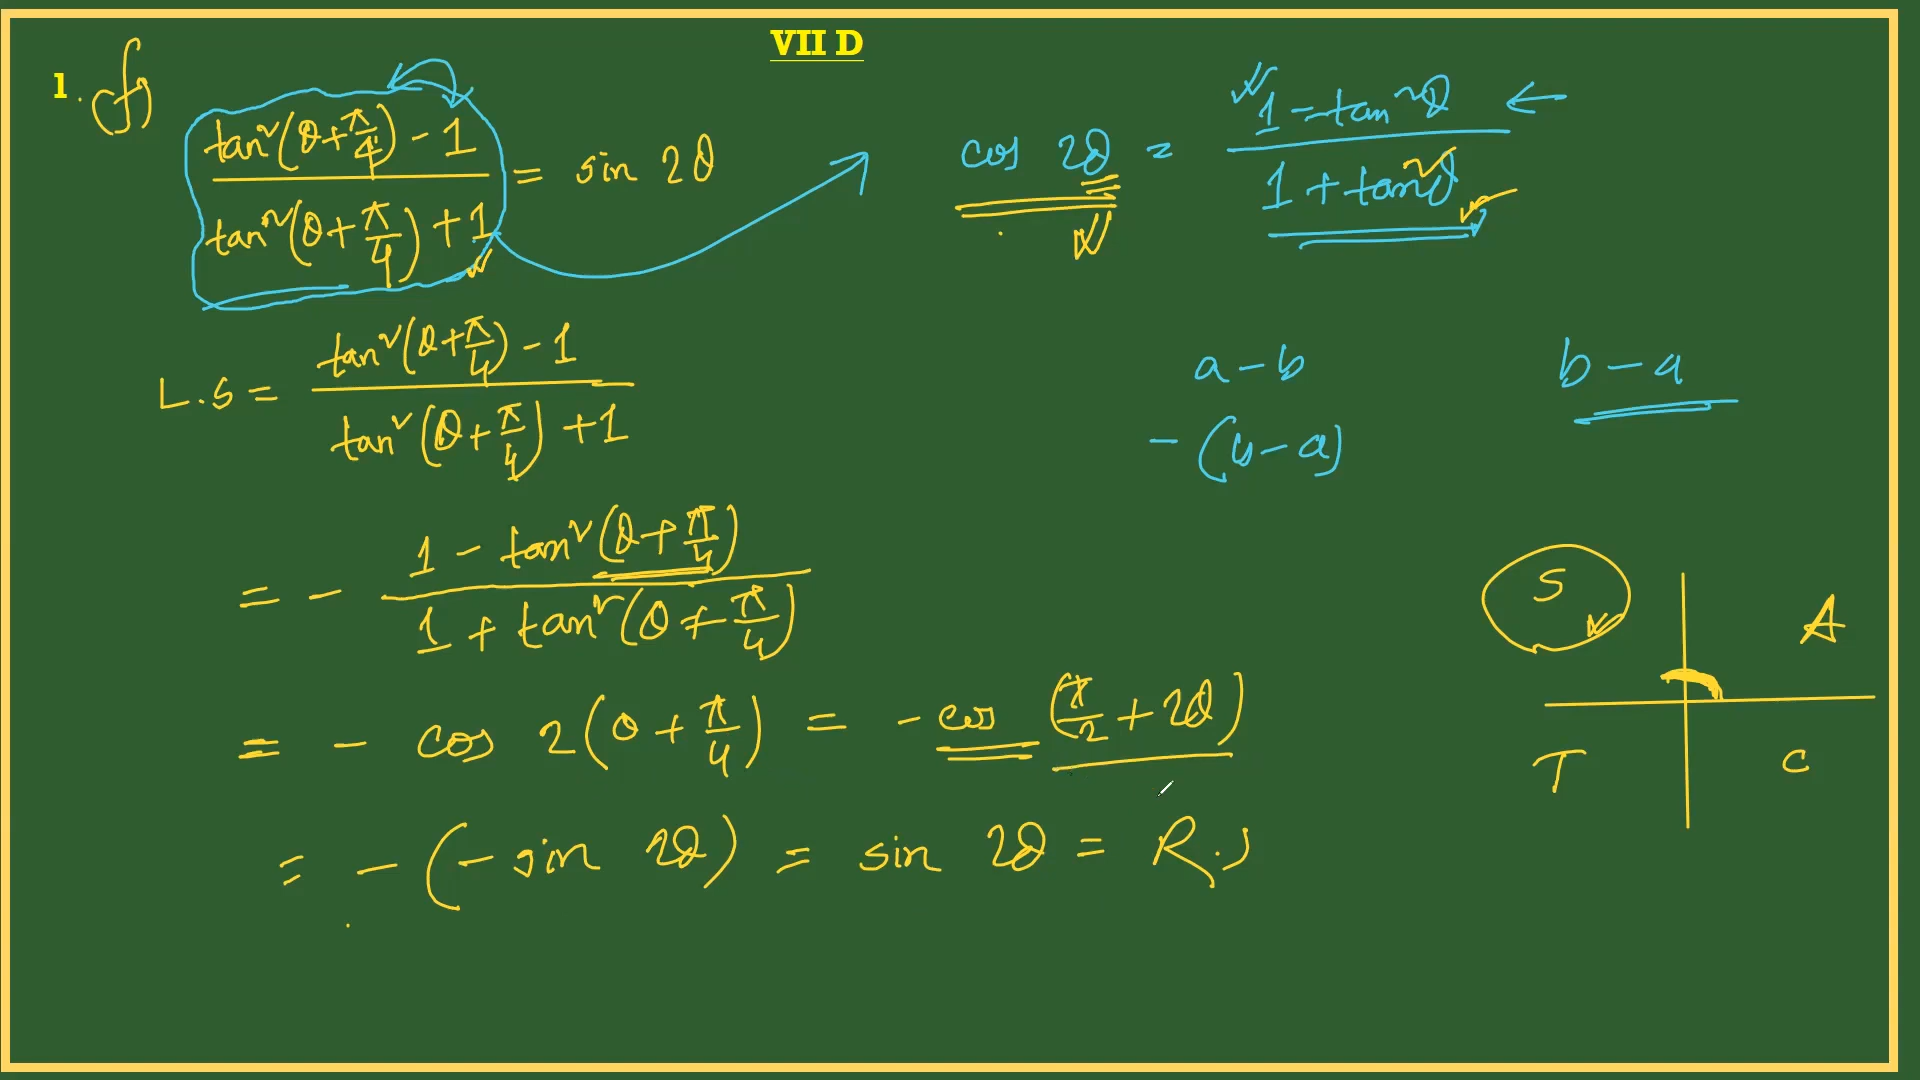 VII D
1. (f)
tan²(θ+π/4) - 1 / tan²(θ+π/4) + 1 = sin 2θ
cos 2θ = 1 - tan²θ / 1 + tan²θ
L.S = tan²(θ+π/4) - 1 / tan²(θ+π/4) + 1
a - b
b - a
- (b - a)
= - 1 - tan²(θ+π/4) / 1 + tan²(θ+π/4)
S
A
= - cos 2(θ + π/4) = - cos (π/2 + 2θ)
T
C
= - (- sin 2θ) = sin 2θ = R.S